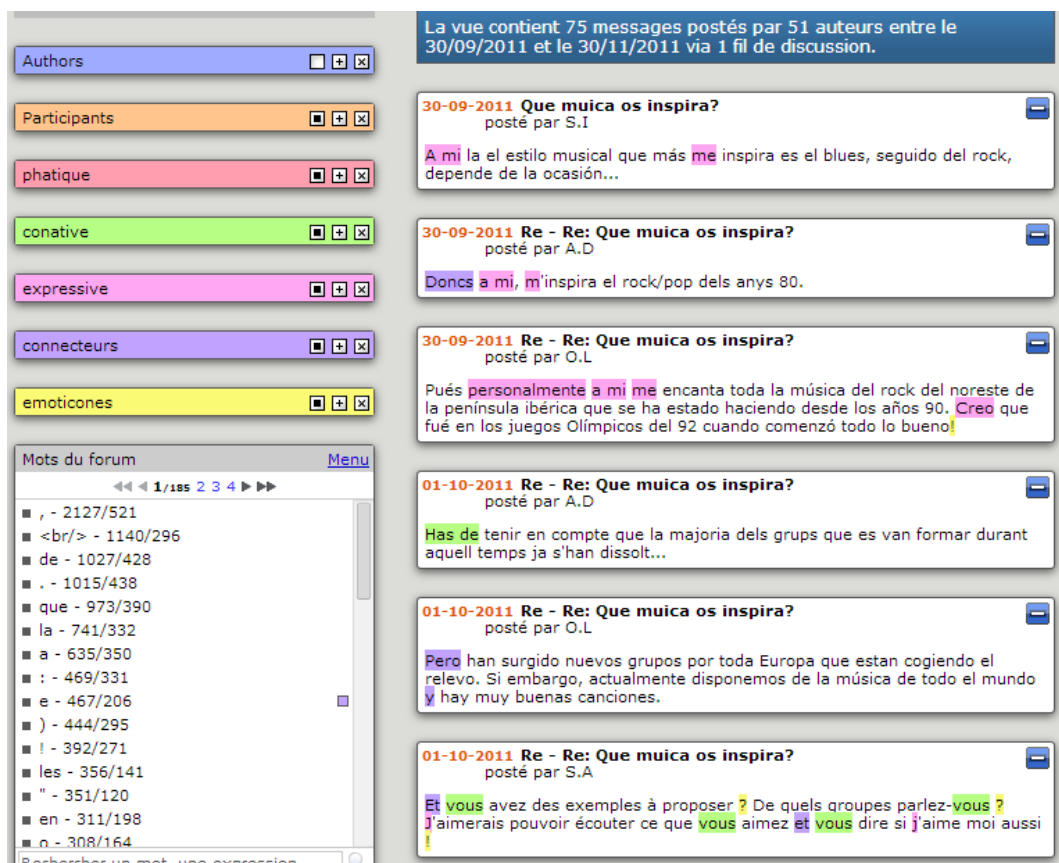 Authors
Participants
phatique
conative
expressive
connecteurs
emoticones
Mots du forum Menu
1/185 2 3 4
, - 2127/521
<br/> - 1140/296
de - 1027/428
. - 1015/438
que - 973/390
la - 741/332
a - 635/350
: - 469/331
e - 467/206
) - 444/295
! - 392/271
les - 356/141
" - 351/120
en - 311/198
o - 308/164
Rechercher un mot, une expression
La vue contient 75 messages postés par 51 auteurs entre le
30/09/2011 et le 30/11/2011 via 1 fil de discussion.
30-09-2011 Que muica os inspira?
posté par S.I
A mi la el estilo musical que más me inspira es el blues, seguido del rock,
depende de la ocasión...
30-09-2011 Re - Re: Que muica os inspira?
posté par A.D
Doncs a mi, m'inspira el rock/pop dels anys 80.
30-09-2011 Re - Re: Que muica os inspira?
posté par O.L
Pués personalmente a mi me encanta toda la música del rock del noreste de
la península ibérica que se ha estado haciendo desde los años 90. Creo que
fué en los juegos Olímpicos del 92 cuando comenzó todo lo bueno!
01-10-2011 Re - Re: Que muica os inspira?
posté par A.D
Has de tenir en compte que la majoria dels grups que es van formar durant
aquell temps ja s'han dissolt...
01-10-2011 Re - Re: Que muica os inspira?
posté par O.L
Pero han surgido nuevos grupos por toda Europa que estan cogiendo el
relevo. Si embargo, actualmente disponemos de la música de todo el mundo
y hay muy buenas canciones.
01-10-2011 Re - Re: Que muica os inspira?
posté par S.A
Et vous avez des exemples à proposer ? De quels groupes parlez-vous ?
J'aimerais pouvoir écouter ce que vous aimez et vous dire si j'aime moi aussi
!